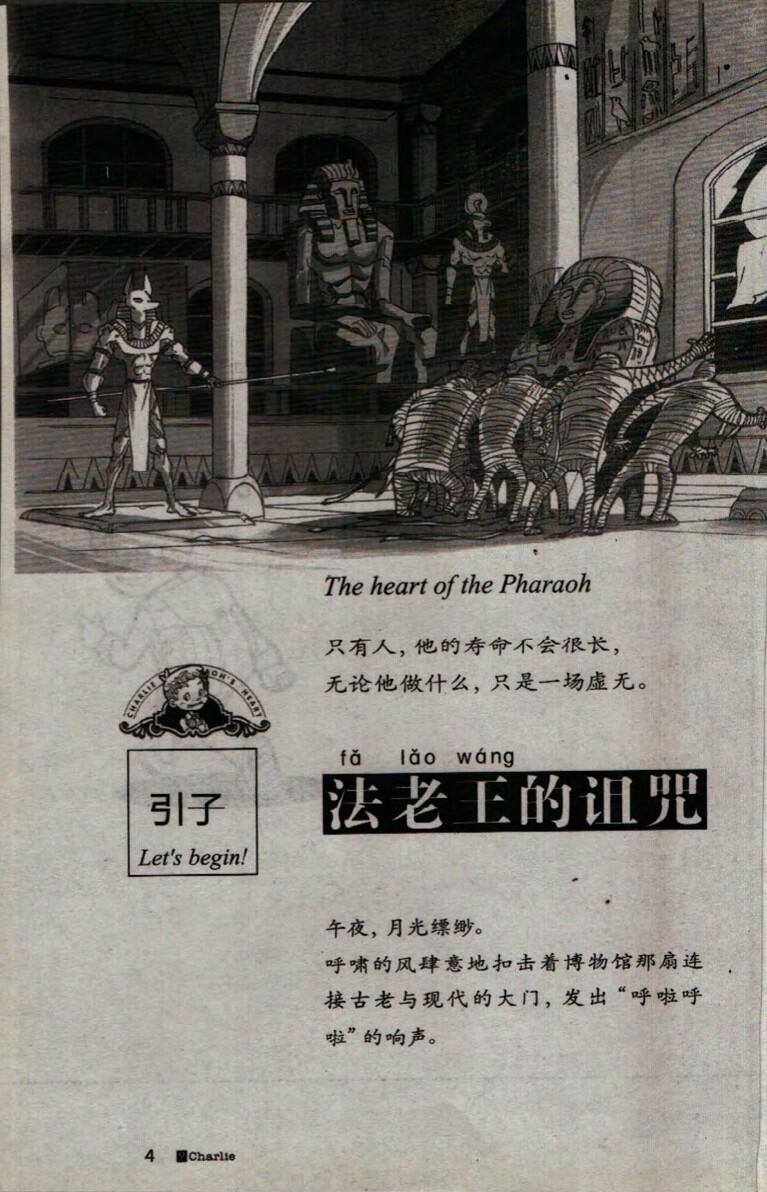 The heart of the Pharaoh
只有人，他的寿命不会很长，
无论他做什么，只是一场虚无。
引子
Let's begin!
fǎ lǎo wáng
法老王的诅咒
午夜，月光缥缈。
呼啸的风肆意地扣击着博物馆那扇连
接古老与现代的大门，发出“呼啦呼
啦”的响声。
4 Charlie